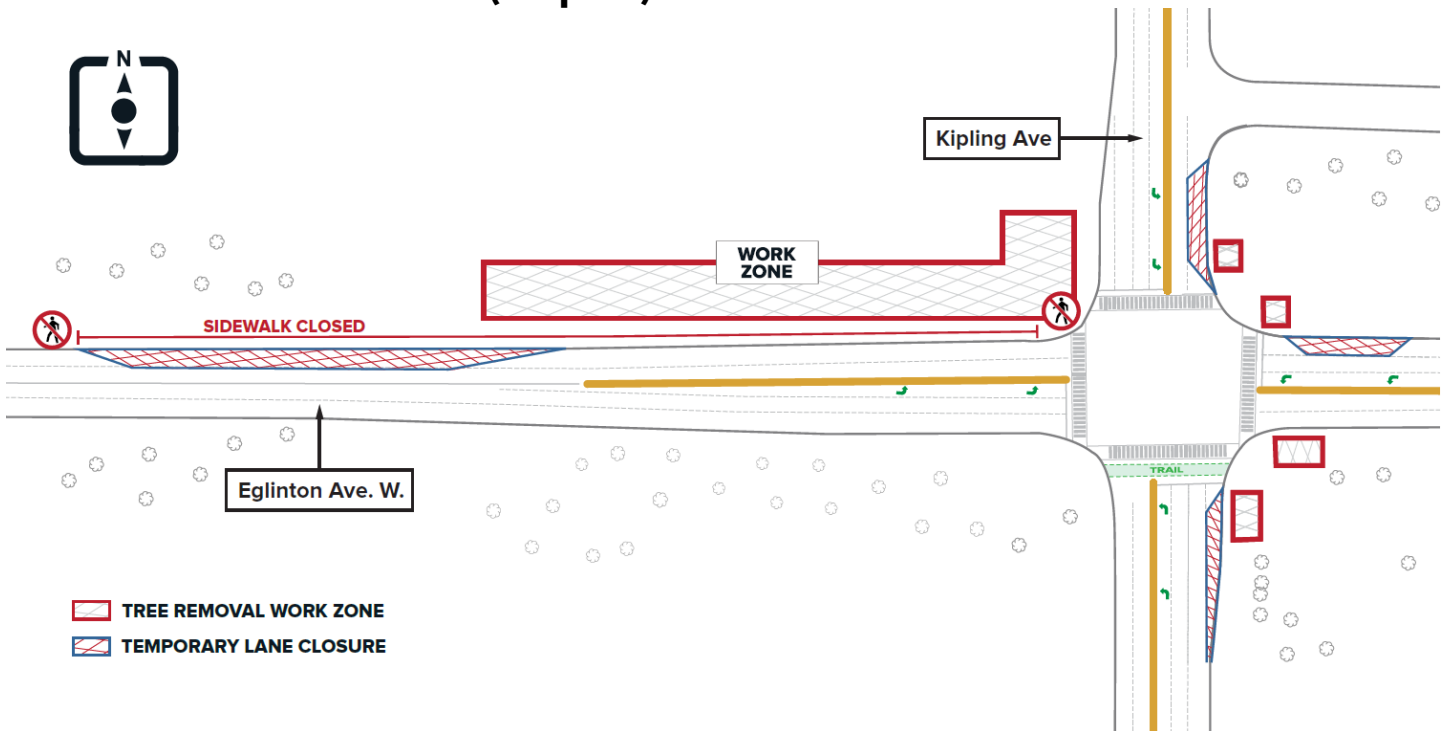 N
Kipling Ave
WORK
ZONE
SIDEWALK CLOSED
TRAIL
Eglinton Ave. W.
TREE REMOVAL WORK ZONE
TEMPORARY LANE CLOSURE